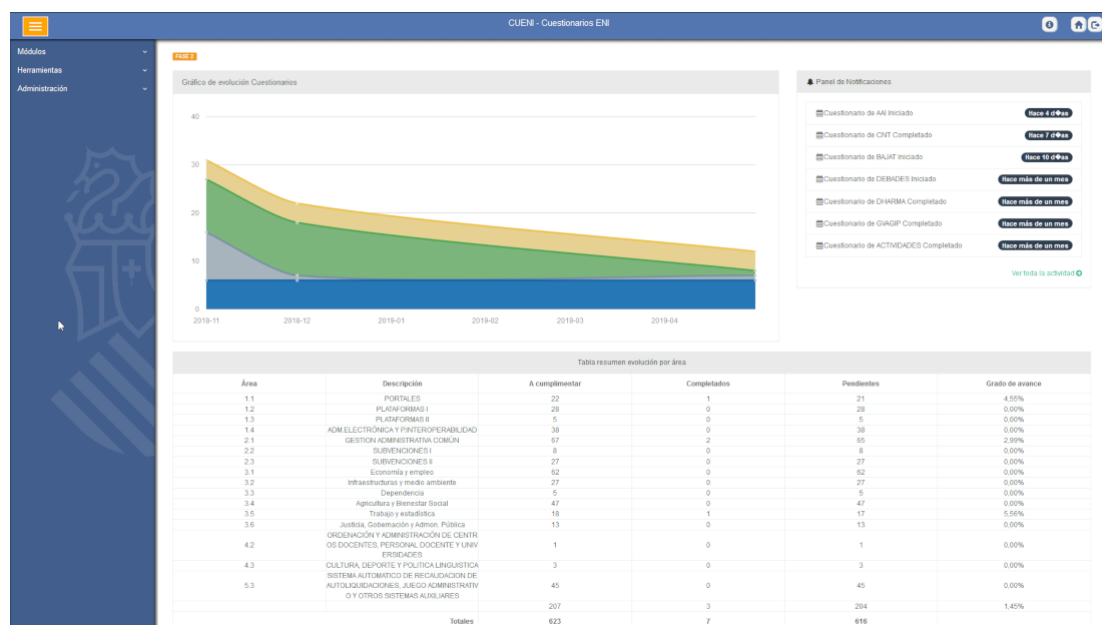 CUENI - Cuestionarios ENI
Módulos
Herramientas
Administración
FASE 2
Gráfico de evolución Cuestionarios
40
30
20
10
0
2018-11 2018-12 2019-01 2019-02 2019-03 2019-04
Panel de Notificaciones
Cuestionario de AAI Iniciado Hace 4 d�as
Cuestionario de CNT Completado Hace 7 d�as
Cuestionario de BAJAT Iniciado Hace 10 d�as
Cuestionario de DEBADES Iniciado Hace más de un mes
Cuestionario de DHARMA Completado Hace más de un mes
Cuestionario de GVAGIP Completado Hace más de un mes
Cuestionario de ACTIVIDADES Completado Hace más de un mes
Ver toda la actividad
Tabla resumen evolución por área
Área Descripción A cumplimentar Completados Pendientes Grado de avance
1.1 PORTALES 22 1 21 4,55%
1.2 PLATAFORMAS I 28 0 28 0,00%
1.3 PLATAFORMAS II 5 0 5 0,00%
1.4 ADM.ELECTRÓNICA Y P.INTEROPERABILIDAD 38 0 38 0,00%
2.1 GESTION ADMINISTRATIVA COMÚN 67 2 65 2,99%
2.2 SUBVENCIONES I 8 0 8 0,00%
2.3 SUBVENCIONES II 27 0 27 0,00%
3.1 Economía y empleo 62 0 62 0,00%
3.2 Infraestructuras y medio ambiente 27 0 27 0,00%
3.3 Dependencia 5 0 5 0,00%
3.4 Agricultura y Bienestar Social 47 0 47 0,00%
3.5 Trabajo y estadística 18 1 17 5,56%
3.6 Justicia, Gobernación y Admon. Pública 13 0 13 0,00%
ORDENACIÓN Y ADMINISTRACIÓN DE CENTR
4.2 OS DOCENTES, PERSONAL DOCENTE Y UNIV 1 0 1 0,00%
ERSIDADES
4.3 CULTURA, DEPORTE Y POLITICA LINGUISTICA 3 0 3 0,00%
SISTEMA AUTOMATICO DE RECAUDACION DE
5.3 AUTOLIQUIDACIONES, JUEGO ADMINISTRATIV 45 0 45 0,00%
O Y OTROS SISTEMAS AUXILIARES
207 3 204 1,45%
Totales 623 7 616